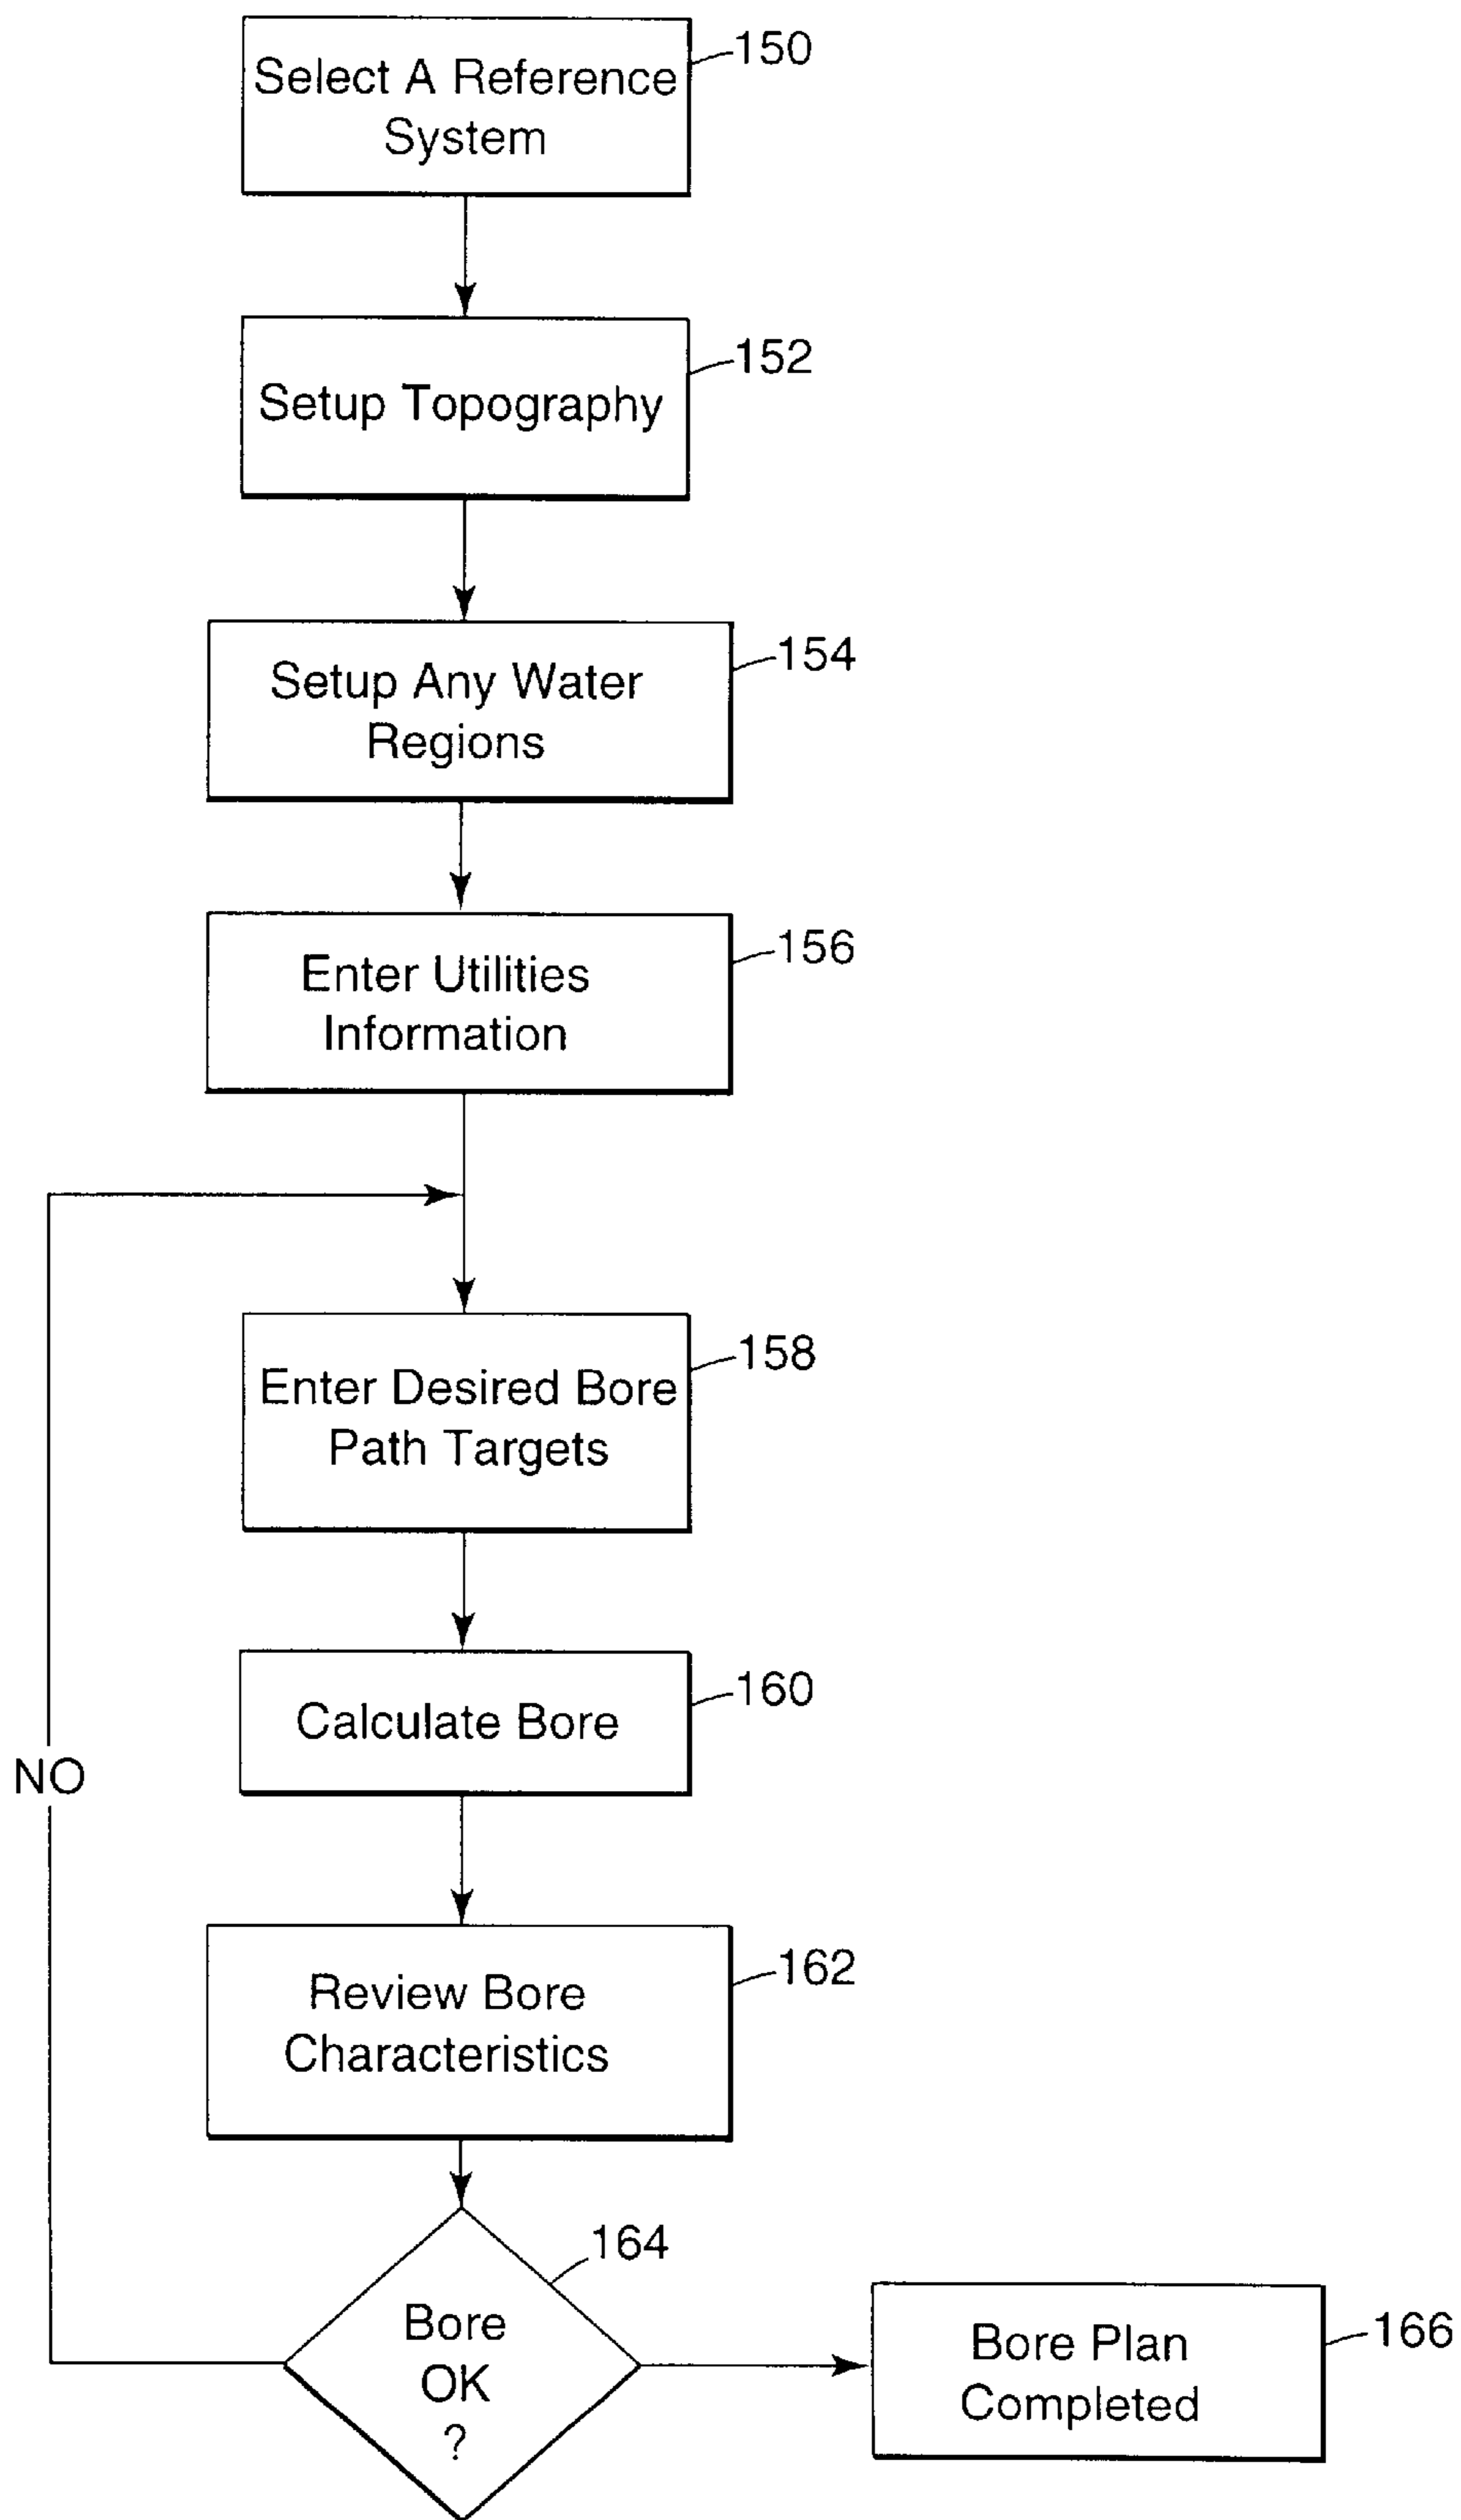 150
Select A Reference
System
152
Setup Topography
154
Setup Any Water
Regions
156
Enter Utilities
Information
158
Enter Desired Bore
Path Targets
160
Calculate Bore
NO
162
Review Bore
Characteristics
164
Bore
OK
?
166
Bore Plan
Completed